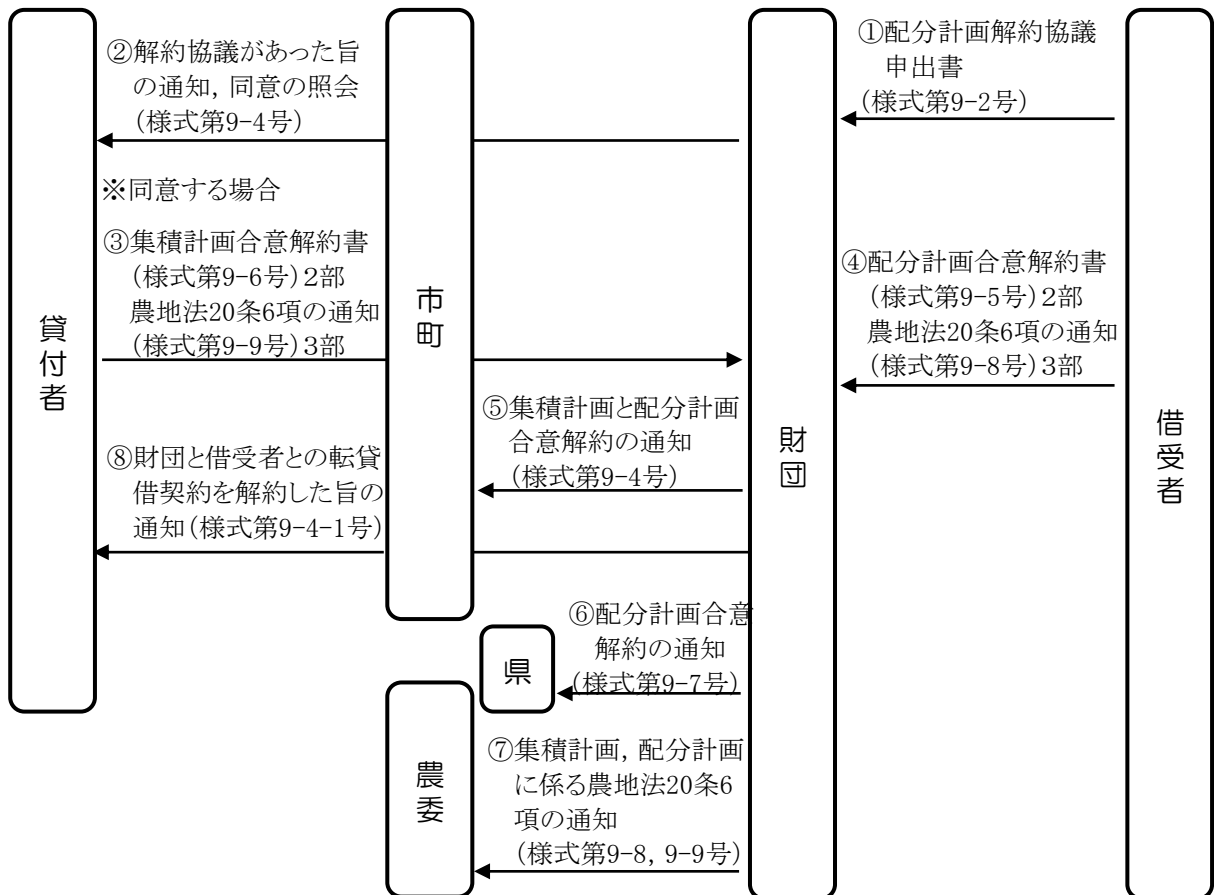 ②解約協議があった旨
の通知，同意の照会
(様式第9-4号)
①配分計画解約協議
申出書
(様式第9-2号)
※同意する場合
③集積計画合意解約書
(様式第9-6号)2部
農地法20条6項の通知
(様式第9-9号)3部
④配分計画合意解約書
(様式第9-5号)2部
農地法20条6項の通知
(様式第9-8号)3部
貸付者
市町
財団
借受者
⑤集積計画と配分計画
合意解約の通知
(様式第9-4号)
⑧財団と借受者との転貸
借契約を解約した旨の
通知(様式第9-4-1号)
⑥配分計画合意
解約の通知
(様式第9-7号)
県
⑦集積計画，配分計画
に係る農地法20条6
項の通知
(様式第9-8，9-9号)
農委